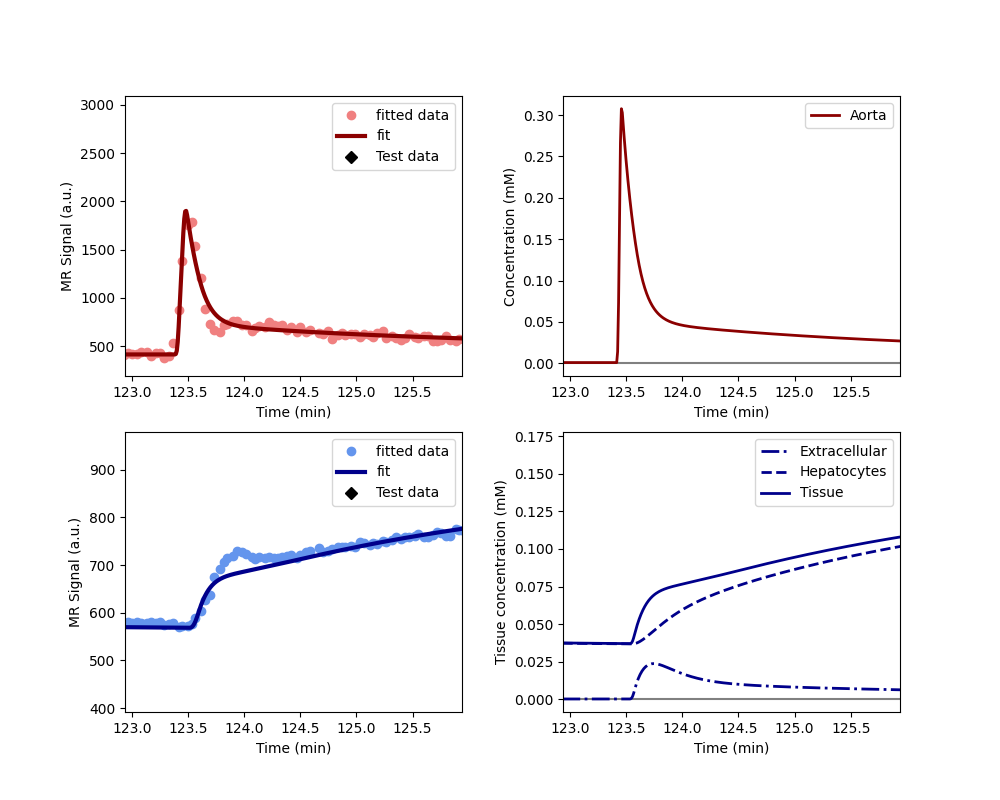 3000
2500
2000
1500
1000
500
MR Signal (a.u.)
fitted data
fit
Test data
123.0 123.5 124.0 124.5 125.0 125.5
Time (min)
0.30
0.25
0.20
0.15
0.10
0.05
0.00
Concentration (mM)
Aorta
123.0 123.5 124.0 124.5 125.0 125.5
Time (min)
900
800
700
600
500
400
MR Signal (a.u.)
fitted data
fit
Test data
123.0 123.5 124.0 124.5 125.0 125.5
Time (min)
0.175
0.150
0.125
0.100
0.075
0.050
0.025
0.000
Tissue concentration (mM)
Extracellular
Hepatocytes
Tissue
123.0 123.5 124.0 124.5 125.0 125.5
Time (min)